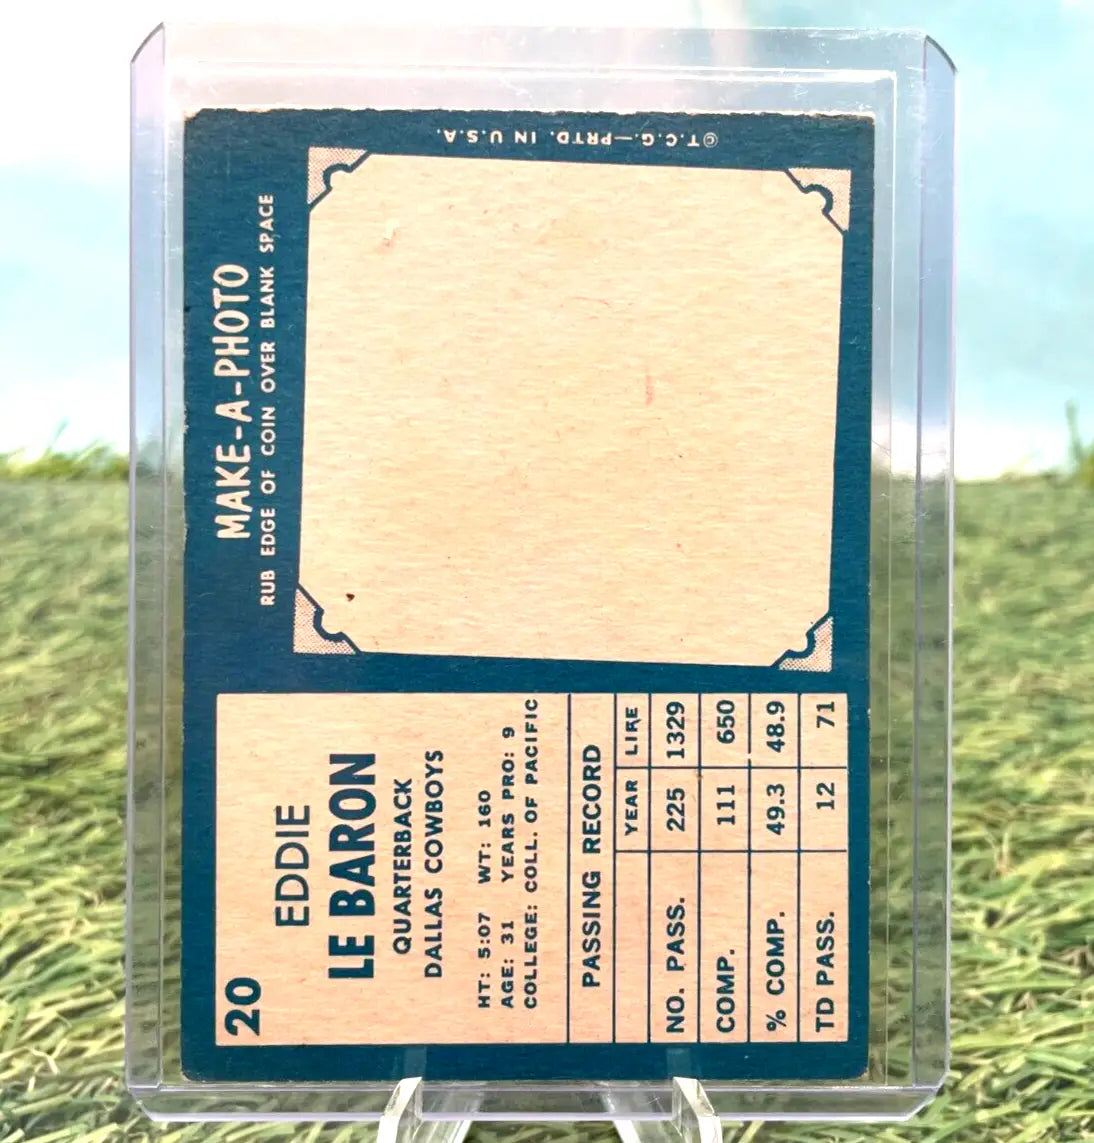 20
EDDIE
LE BARON
QUARTERBACK
DALLAS COWBOYS
HT: 5:07 WT: 160
AGE: 31 YEARS PRO: 9
COLLEGE: COLL. OF PACIFIC
PASSING RECORD
YEAR LIFE
NO. PASS. 225 1329
COMP. 111 650
% COMP. 49.3 48.9
TD PASS. 12 71
MAKE-A-PHOTO
RUB EDGE OF COIN OVER BLANK SPACE
©T.C.G.—PRTD. IN U.S.A.